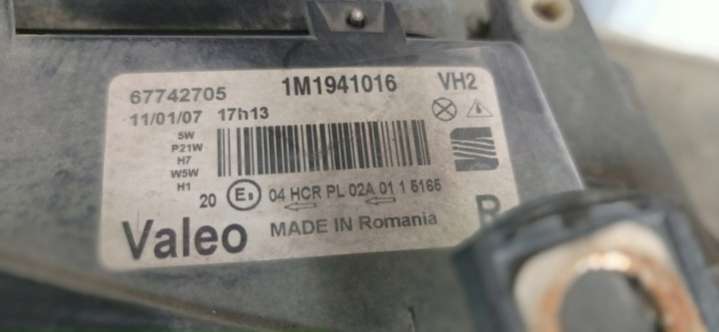 67742705 1M1941016 VH2
11/01/07 17h13
5W
P21W
H7
W5W
H1
20 E 04 HCR PL 02A 01 1 5165
Valeo MADE IN Romania R